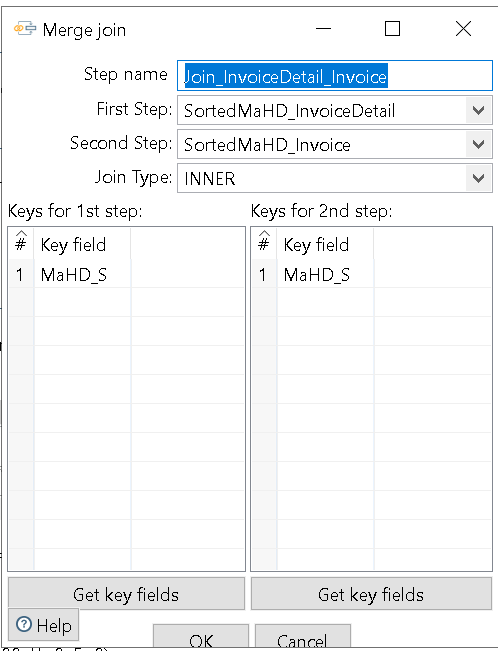 Merge join
Step name Join_InvoiceDetail_Invoice
First Step: SortedMaHD_InvoiceDetail
Second Step: SortedMaHD_Invoice
Join Type: INNER
Keys for 1st step: Keys for 2nd step:
# Key field # Key field
1 MaHD_S 1 MaHD_S
Get key fields Get key fields
Help
OK Cancel